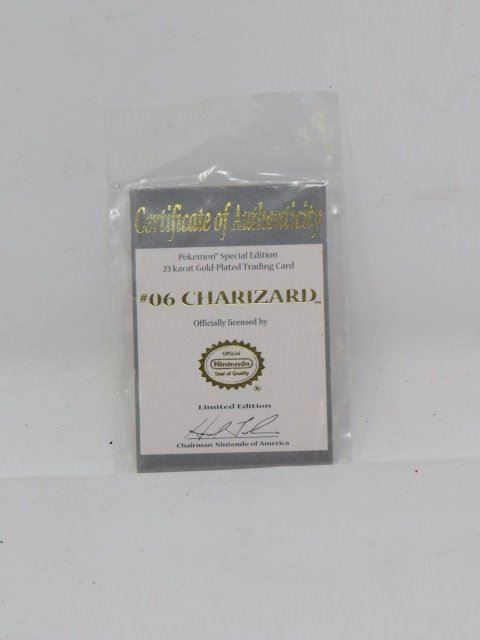 Certificate of Authenticity
Pokémon™ Special Edition
23 karat Gold-Plated Trading Card
#06 CHARIZARD™
Officially licensed by
Official
Nintendo
Seal of Quality
®
Limited Edition
Chairman, Nintendo of America